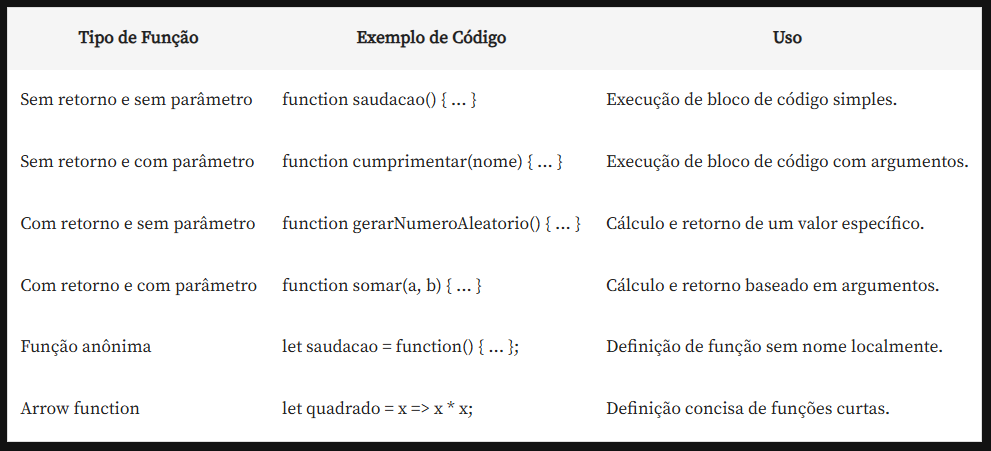 Tipo de Função Exemplo de Código Uso
Sem retorno e sem parâmetro function saudacao() { ... } Execução de bloco de código simples.
Sem retorno e com parâmetro function cumprimentar(nome) { ... } Execução de bloco de código com argumentos.
Com retorno e sem parâmetro function gerarNumeroAleatorio() { ... } Cálculo e retorno de um valor específico.
Com retorno e com parâmetro function somar(a, b) { ... } Cálculo e retorno baseado em argumentos.
Função anônima let saudacao = function() { ... }; Definição de função sem nome localmente.
Arrow function let quadrado = x => x * x; Definição concisa de funções curtas.